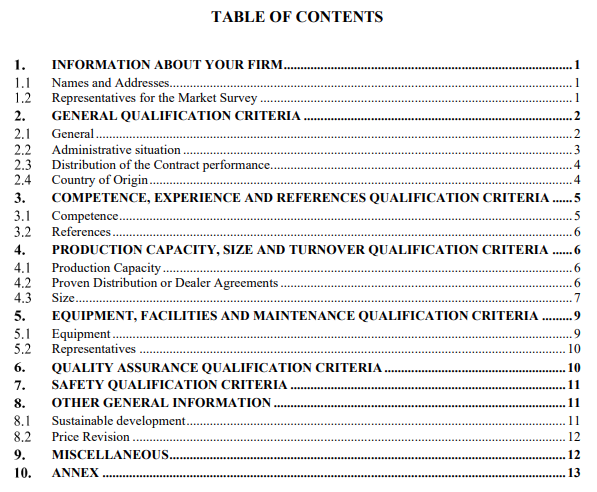 TABLE OF CONTENTS
1. INFORMATION ABOUT YOUR FIRM 1
1.1 Names and Addresses 1
1.2 Representatives for the Market Survey 1
2. GENERAL QUALIFICATION CRITERIA 2
2.1 General 2
2.2 Administrative situation 3
2.3 Distribution of the Contract performance 4
2.4 Country of Origin 4
3. COMPETENCE, EXPERIENCE AND REFERENCES QUALIFICATION CRITERIA 5
3.1 Competence 5
3.2 References 6
4. PRODUCTION CAPACITY, SIZE AND TURNOVER QUALIFICATION CRITERIA 6
4.1 Production Capacity 6
4.2 Proven Distribution or Dealer Agreements 6
4.3 Size 7
5. EQUIPMENT, FACILITIES AND MAINTENANCE QUALIFICATION CRITERIA 9
5.1 Equipment 9
5.2 Representatives 10
6. QUALITY ASSURANCE QUALIFICATION CRITERIA 10
7. SAFETY QUALIFICATION CRITERIA 11
8. OTHER GENERAL INFORMATION 11
8.1 Sustainable development 11
8.2 Price Revision 12
9. MISCELLANEOUS 12
10. ANNEX 13